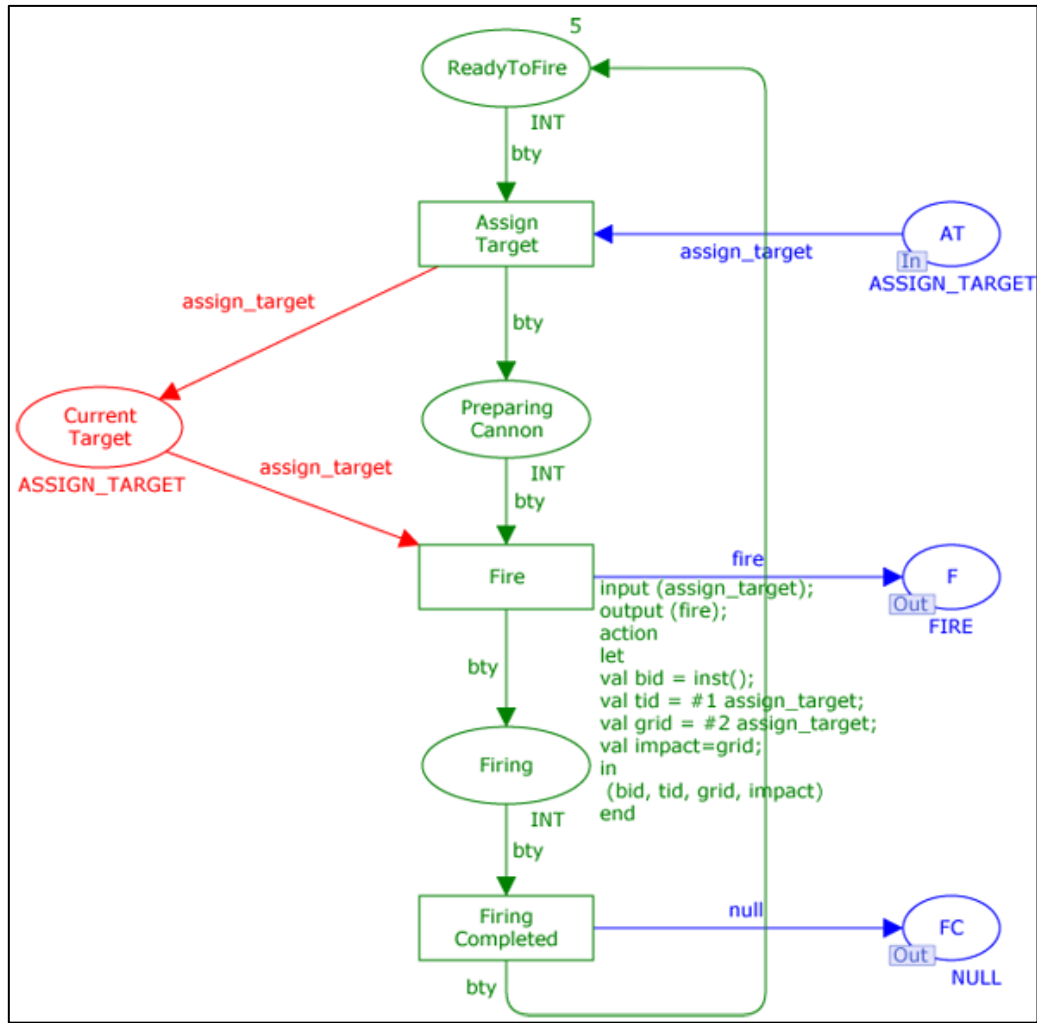 5
ReadyToFire
INT
bty
Assign
Target
assign_target
AT
In
ASSIGN_TARGET
assign_target
bty
Current
Target
ASSIGN_TARGET
Preparing
Cannon
INT
assign_target
bty
Fire
fire
F
Out
FIRE
input (assign_target);
output (fire);
action
let
val bid = inst();
val tid = #1 assign_target;
val grid = #2 assign_target;
val impact=grid;
in
(bid, tid, grid, impact)
end
bty
Firing
INT
bty
Firing
Completed
null
FC
Out
NULL
bty